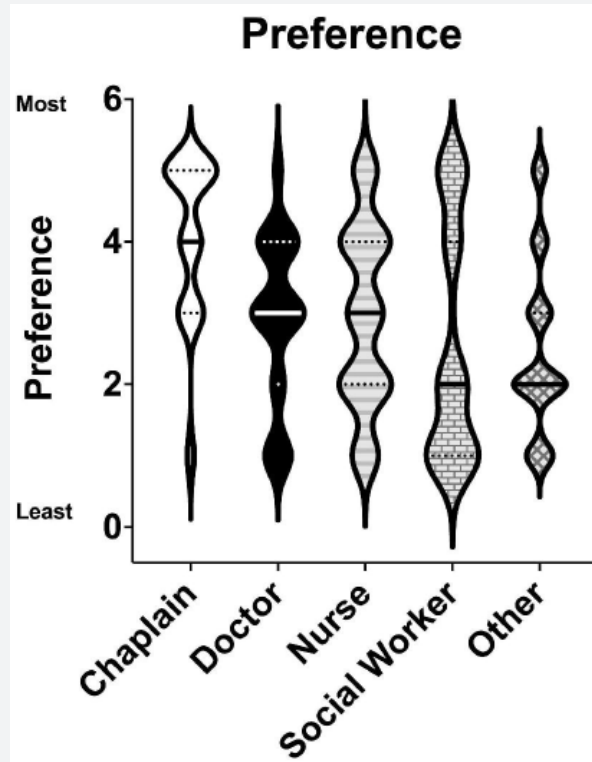 Preference
Most
6
4
2
0
Preference
Least
Chaplain
Doctor
Nurse
Social Worker
Other